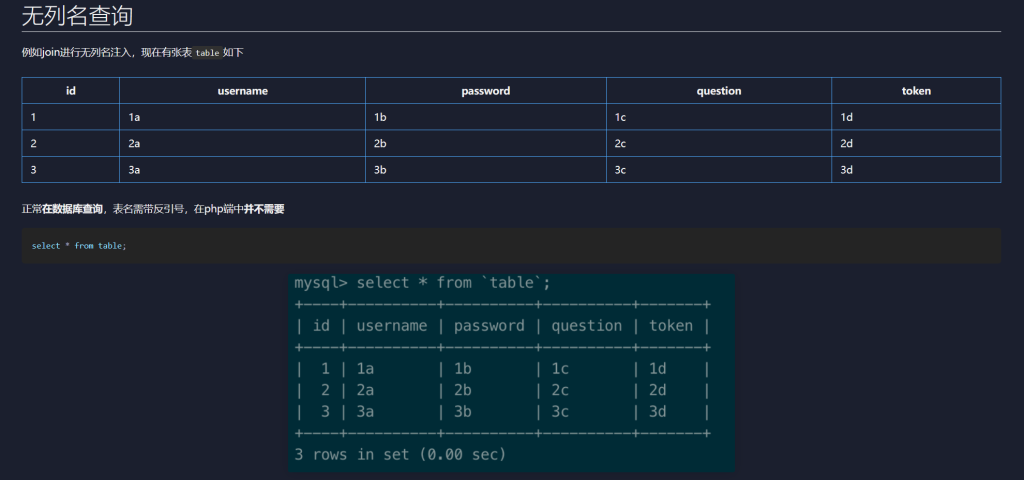 无列名查询
例如join进行无列名注入，现在有张表 table 如下
id username password question token
1 1a 1b 1c 1d
2 2a 2b 2c 2d
3 3a 3b 3c 3d
正常在数据库查询，表名需带反引号，在php端中并不需要
select * from table;
mysql> select * from `table`;
+----+----------+----------+----------+-------+
| id | username | password | question | token |
+----+----------+----------+----------+-------+
| 1 | 1a | 1b | 1c | 1d |
| 2 | 2a | 2b | 2c | 2d |
| 3 | 3a | 3b | 3c | 3d |
+----+----------+----------+----------+-------+
3 rows in set (0.00 sec)